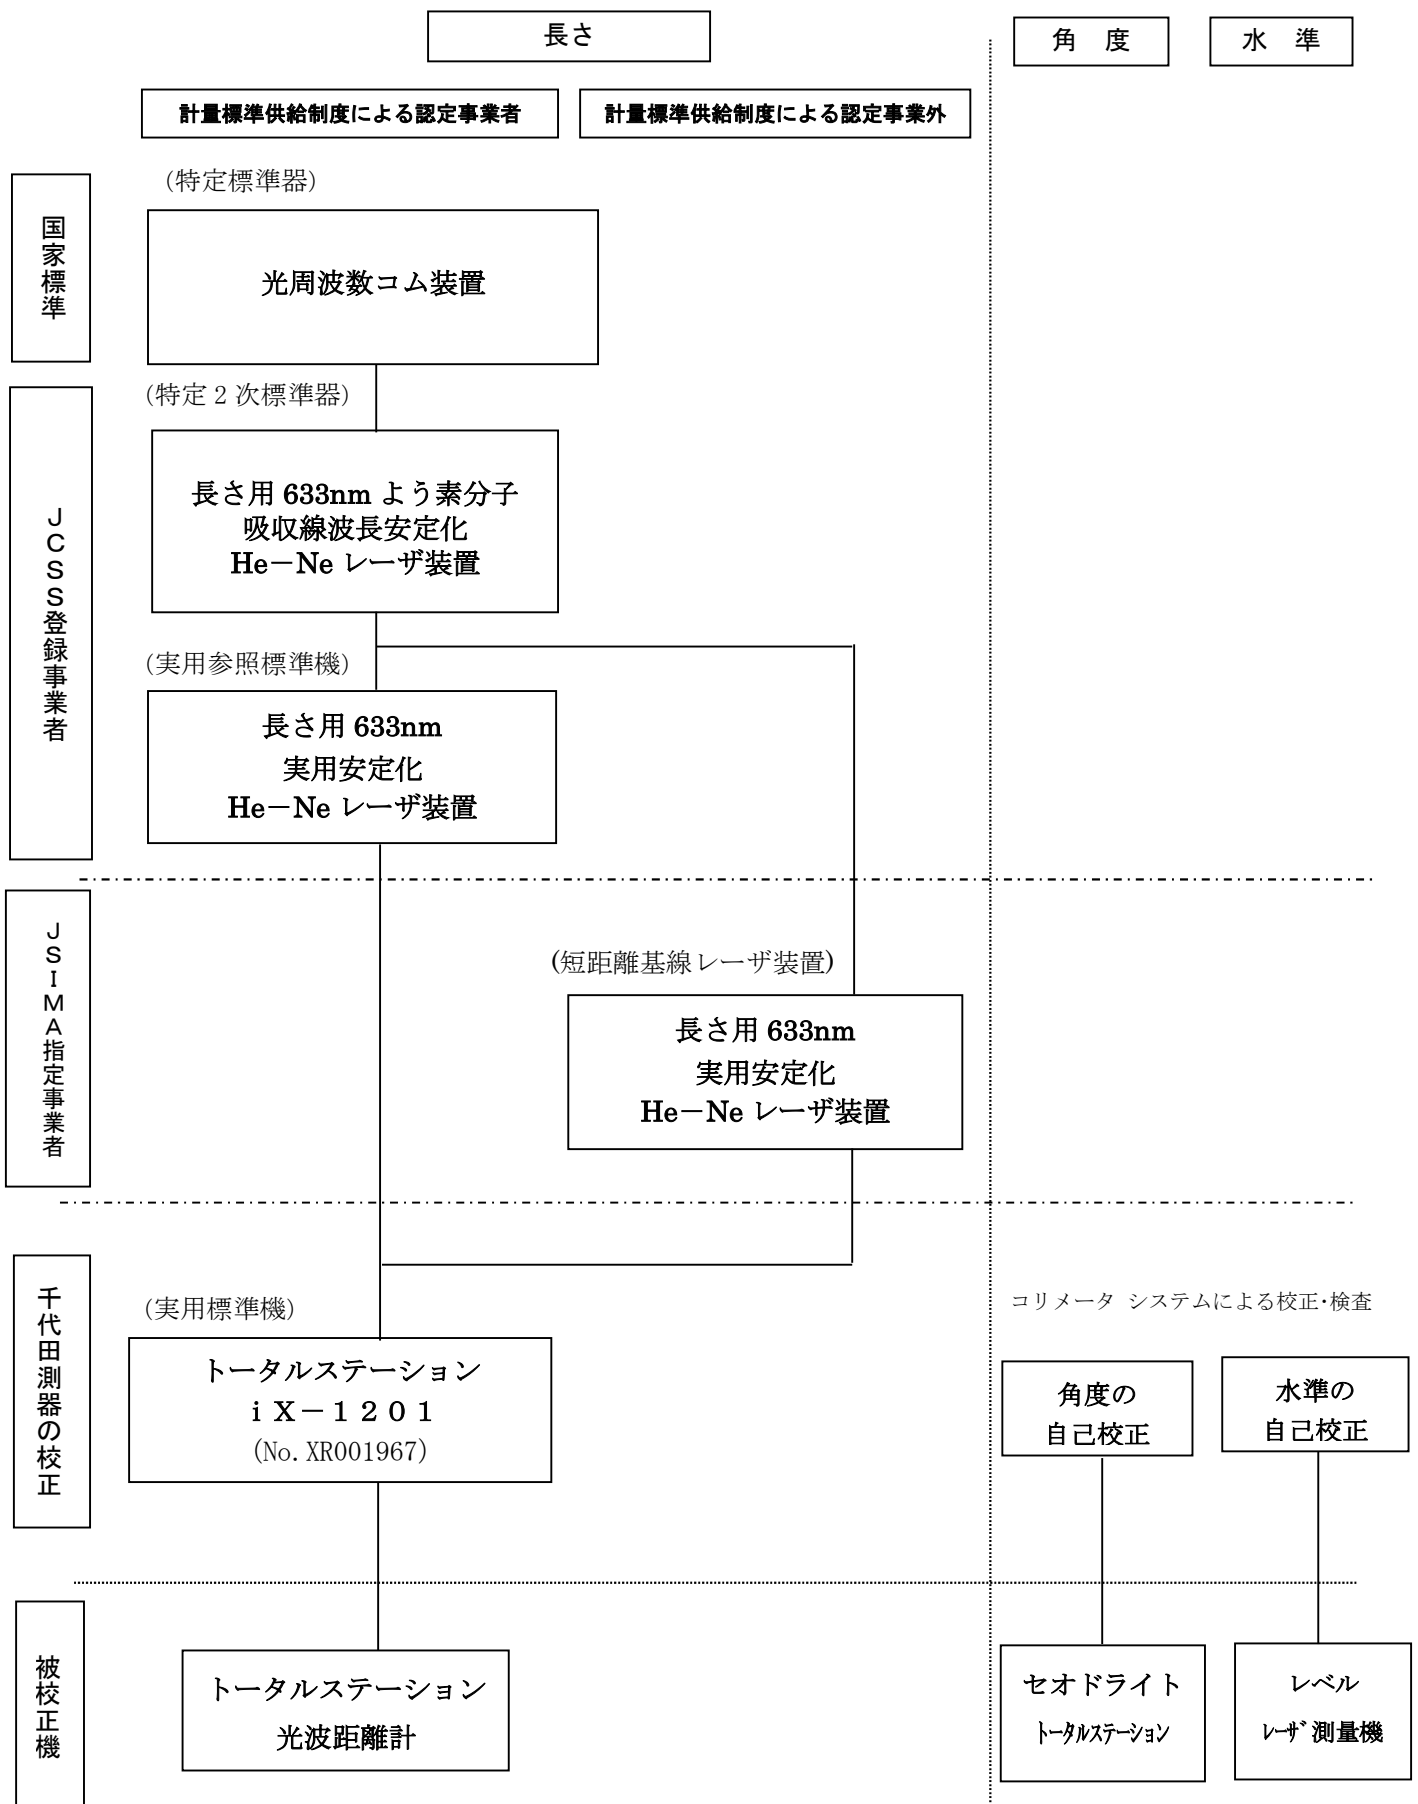 長さ
角　度
水　準
計量標準供給制度による認定事業者
計量標準供給制度による認定事業外
国家標準
(特定標準器)
光周波数コム装置
JCSS登録事業者
(特定2次標準器)
長さ用 633nm よう素分子
吸収線波長安定化
He－Ne レーザ装置
(実用参照標準機)
長さ用 633nm
実用安定化
He－Ne レーザ装置
JSIMA指定事業者
(短距離基線レーザ装置)
長さ用 633nm
実用安定化
He－Ne レーザ装置
千代田測器の校正
(実用標準機)
トータルステーション
ｉＸ－１２０１
(No. XR001967)
コリメータ システムによる校正・検査
角度の
自己校正
水準の
自己校正
被校正機
トータルステーション
光波距離計
セオドライト
ﾄｰﾀﾙｽﾃｰｼｮﾝ
レベル
ﾚｰｻﾞ測量機